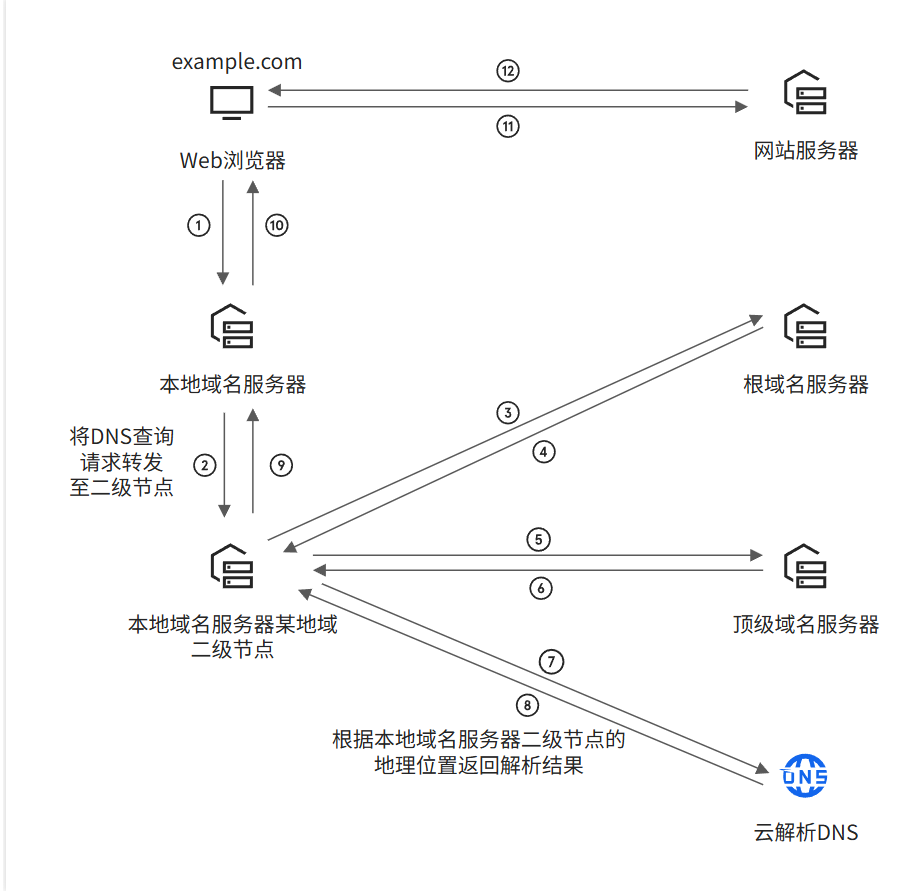 example.com
⑫
⑪
Web浏览器
网站服务器
①
⑩
本地域名服务器
根域名服务器
③
④
将DNS查询
请求转发
至二级节点
②
⑨
⑤
⑥
本地域名服务器某地域
二级节点
顶级域名服务器
⑦
⑧
根据本地域名服务器二级节点的
地理位置返回解析结果
DNS
云解析DNS